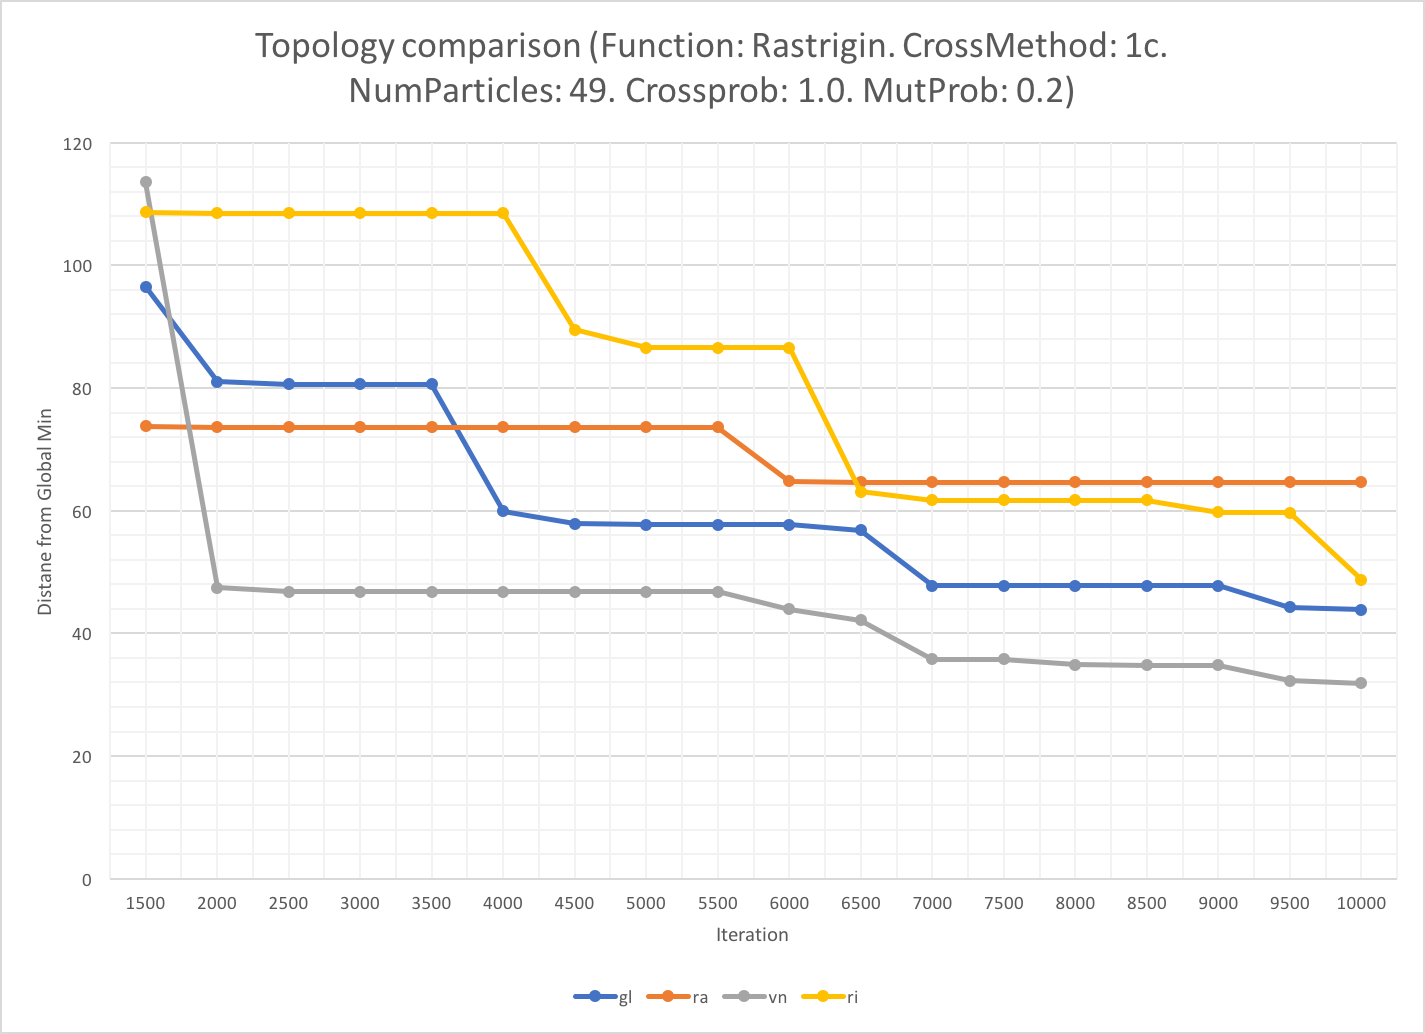 Topology comparison (Function: Rastrigin. CrossMethod: 1c.
NumParticles: 49. Crossprob: 1.0. MutProb: 0.2)
120
100
80
60
40
20
0
Distane from Global Min
1500 2000 2500 3000 3500 4000 4500 5000 5500 6000 6500 7000 7500 8000 8500 9000 9500 10000
Iteration
gl ra vn ri